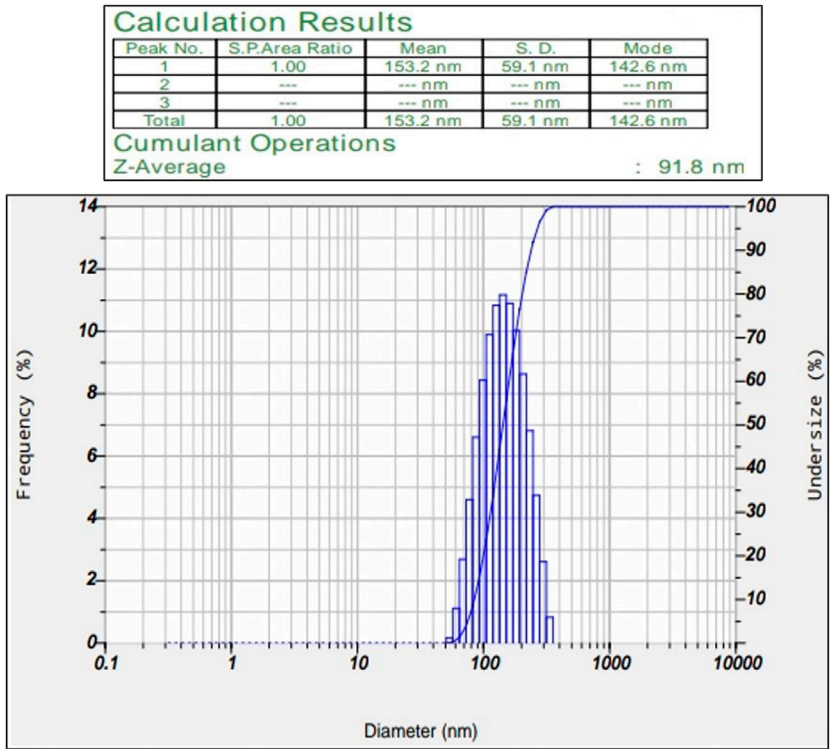 Calculation Results
Peak No. S.P.Area Ratio Mean S. D. Mode
1 1.00 153.2 nm 59.1 nm 142.6 nm
2 --- --- nm --- nm --- nm
3 --- --- nm --- nm --- nm
Total 1.00 153.2 nm 59.1 nm 142.6 nm
Cumulant Operations
Z-Average : 91.8 nm
14 100
90
12
80
10 70
60
8
50
6
40
30
4
20
2
10
0
0.1 1 10 100 1000 10000
Frequency (%)
Undersize (%)
Diameter (nm)